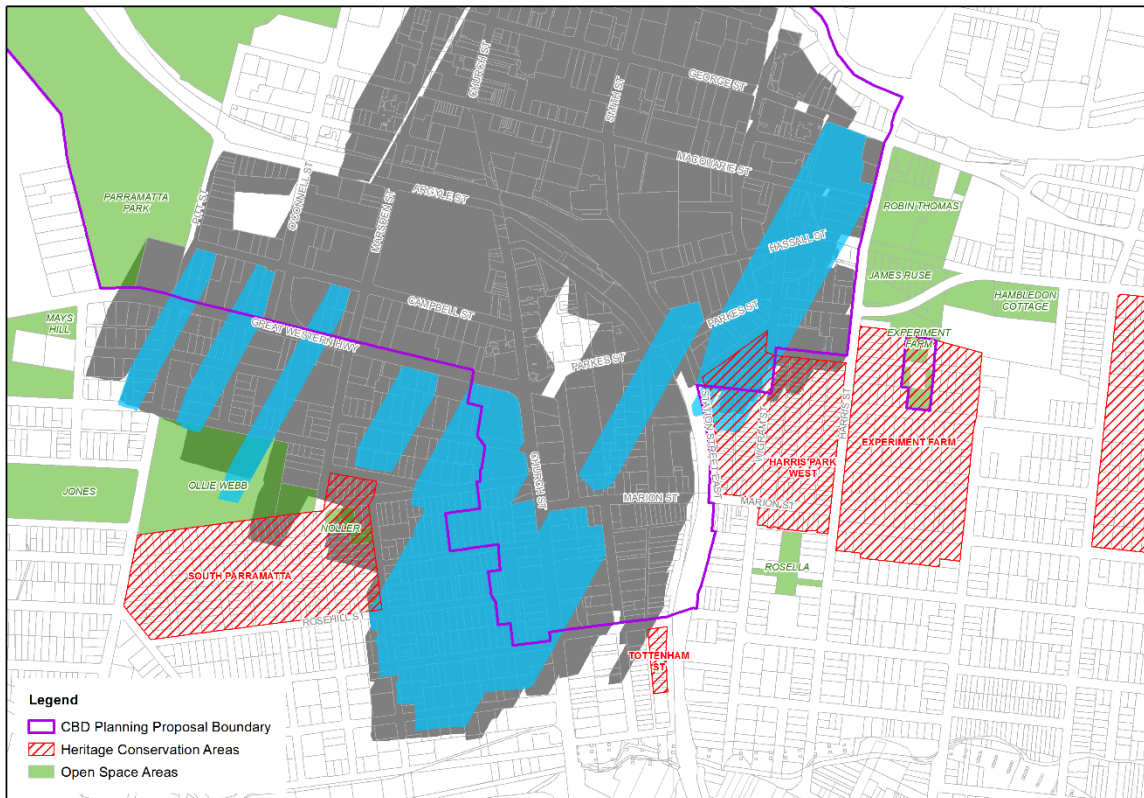 CHURCH ST
GEORGE ST
SMITH ST
MACQUARIE ST
O'CONNELL ST
PITT ST
MARSDEN ST
ARGYLE ST
PARRAMATTA
PARK
ROBIN THOMAS
HASSALL ST
JAMES RUSE
HAMBLEDON
COTTAGE
MAYS
HILL
CAMPBELL ST
GREAT WESTERN HWY
PARKES ST
PARKES ST
EXPERIMENT
FARM
STATION STREET EAST
WIGRAM ST
HARRIS ST
EXPERIMENT FARM
HARRIS PARK
WEST
CHURCH ST
MARION ST
MARION ST
JONES
OLLIE WEBB
NOLLER
SOUTH PARRAMATTA
ROSEHILL ST
ROSELLA
TOTTENHAM
ST
Legend
CBD Planning Proposal Boundary
Heritage Conservation Areas
Open Space Areas